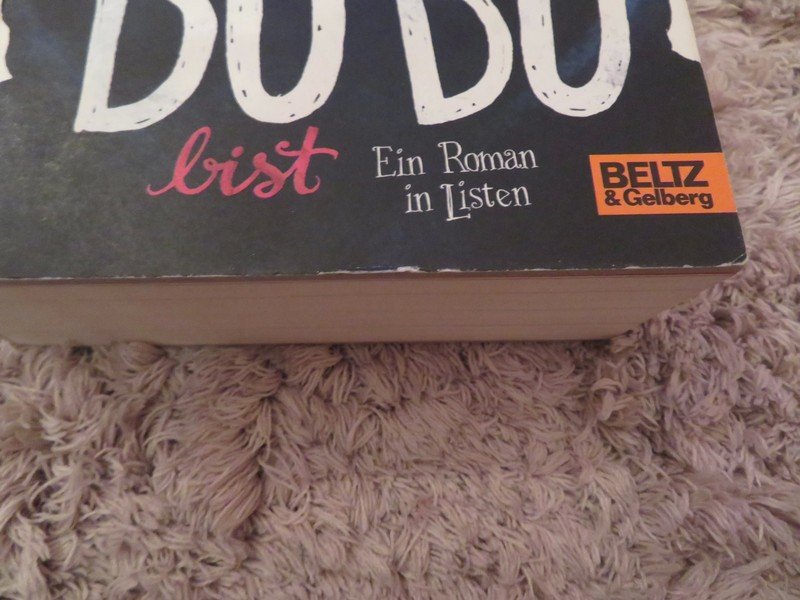 DU DU
bist
Ein Roman
in Listen
BELTZ
& Gelberg